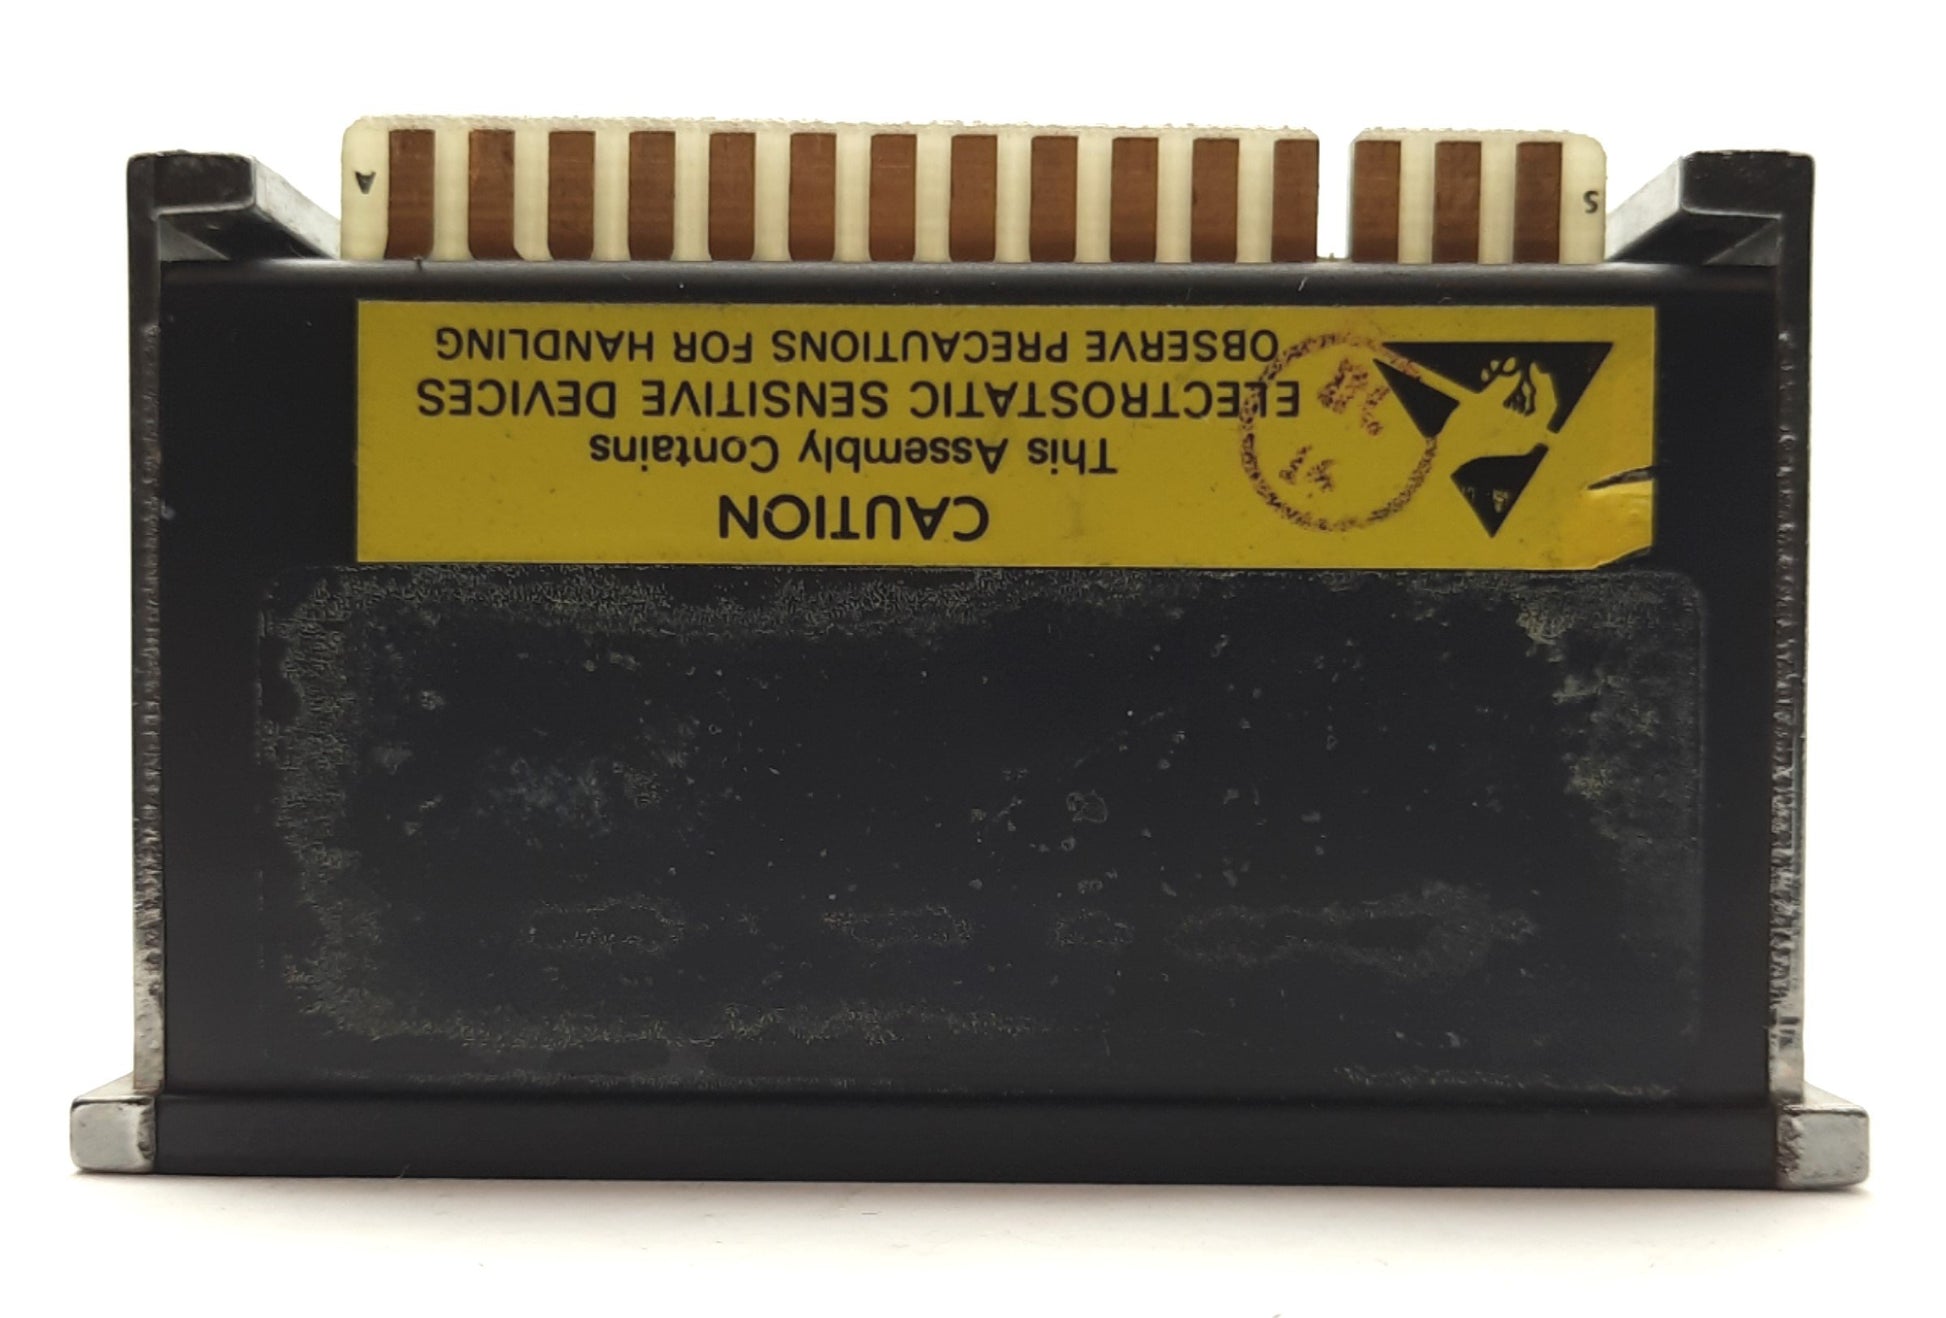 CAUTION
This Assembly Contains
ELECTROSTATIC SENSITIVE DEVICES
OBSERVE PRECAUTIONS FOR HANDLING
A
S